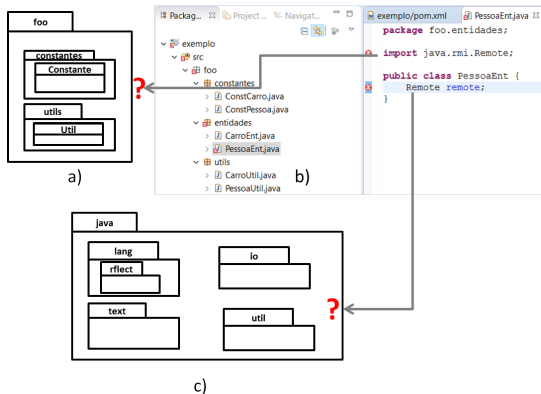 foo
constantes
Constante
utils
Util
?
a)
Packag...
Project ...
Navigat...
exemplo
src
foo
constantes
ConstCarro.java
ConstPessoa.java
entidades
CarroEnt.java
PessoaEnt.java
utils
CarroUtil.java
PessoaUtil.java
b)
exemplo/pom.xml
PessoaEnt.java
package foo.entidades;
import java.rmi.Remote;
public class PessoaEnt {
Remote remote;
}
java
lang
rflect
io
text
util
?
c)